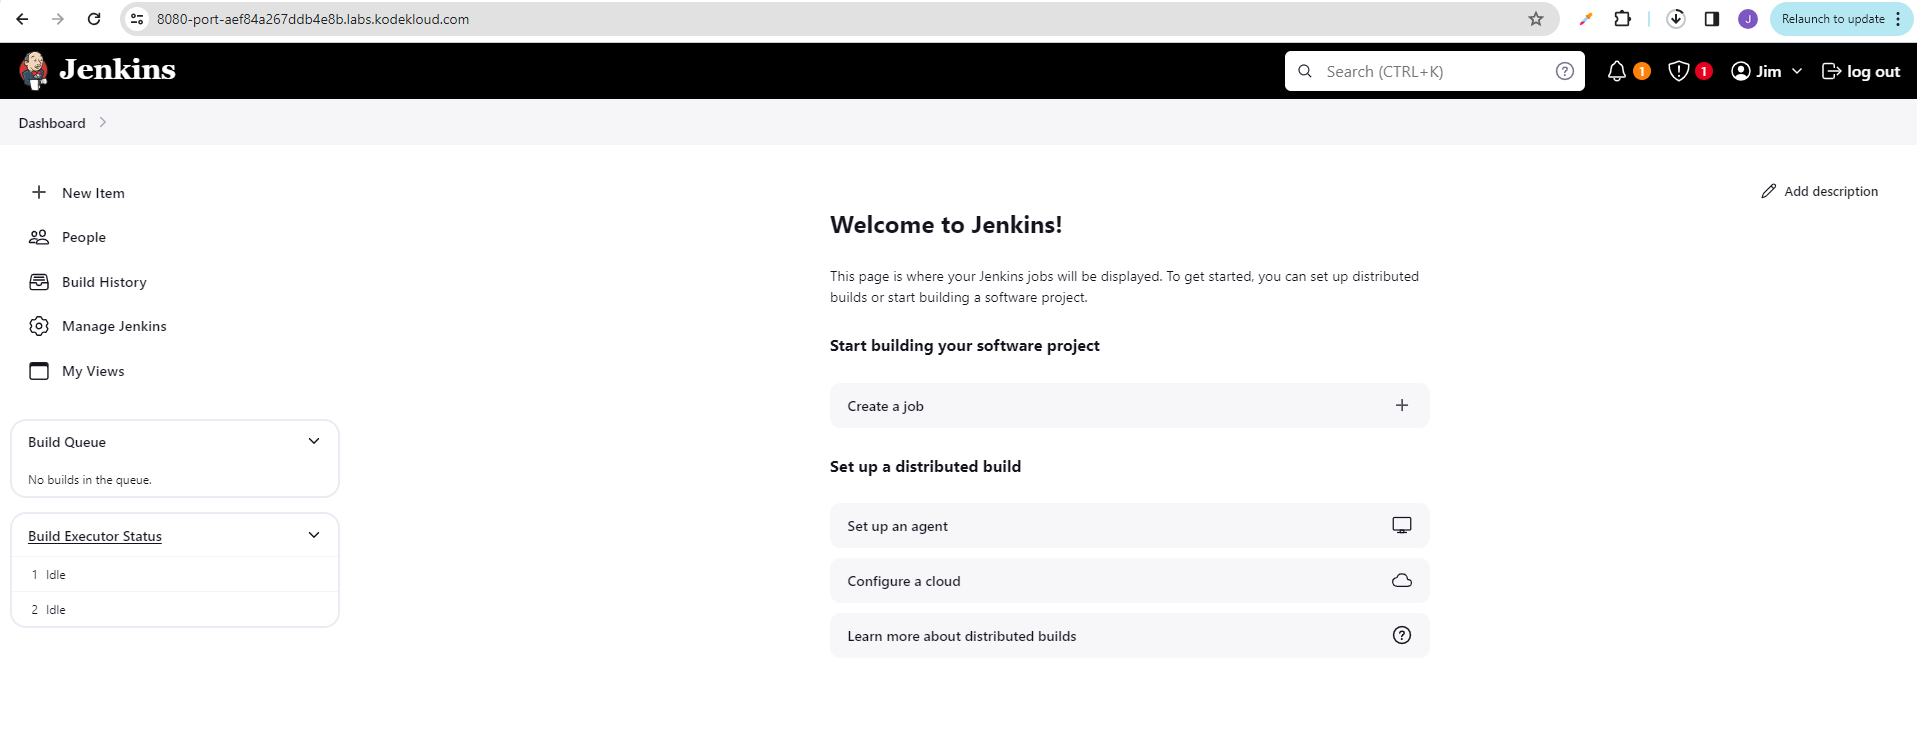 8080-port-aef84a267ddb4e8b.labs.kodekloud.com
J
Relaunch to update
Jenkins
Search (CTRL+K)
1
1
Jim
log out
Dashboard
New Item
People
Build History
Manage Jenkins
My Views
Build Queue
No builds in the queue.
Build Executor Status
1 Idle
2 Idle
Add description
Welcome to Jenkins!
This page is where your Jenkins jobs will be displayed. To get started, you can set up distributed
builds or start building a software project.
Start building your software project
Create a job
Set up a distributed build
Set up an agent
Configure a cloud
Learn more about distributed builds